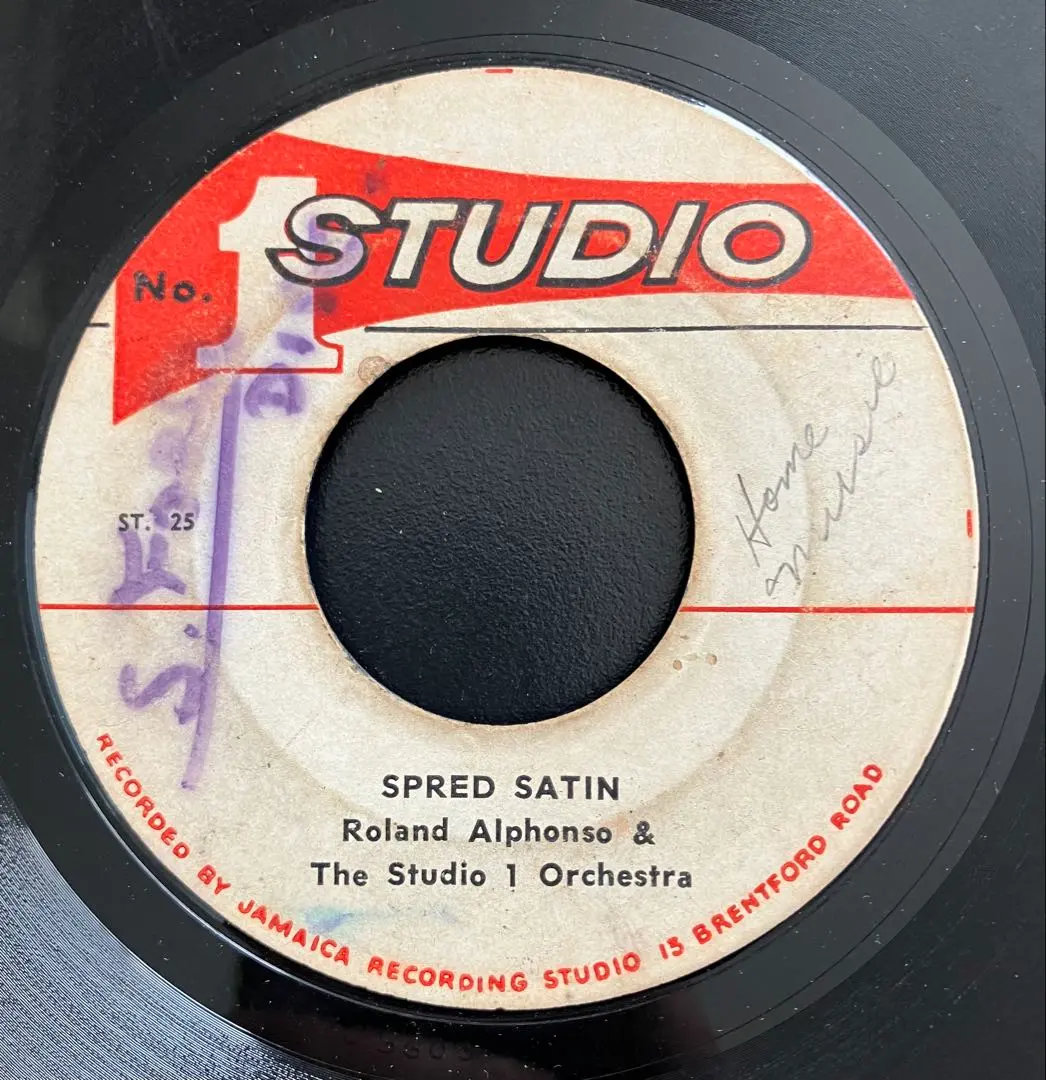 No. 1 STUDIO
ST. 25
Home
Music
SPRED SATIN
Roland Alphonso &
The Studio 1 Orchestra
RECORDED BY JAMAICA RECORDING STUDIO 13 BRENTFORD ROAD